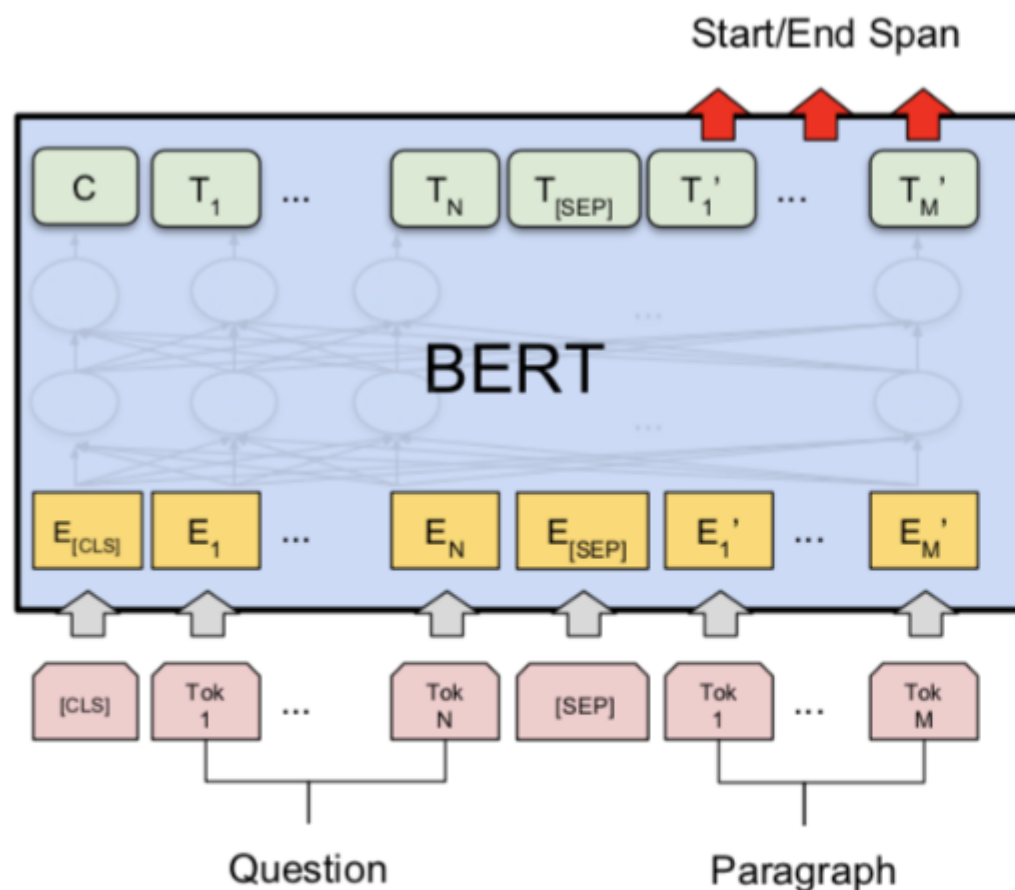 Start/End Span
C T1 ... TN T[SEP] T1' ... TM'
...
BERT
...
E[CLS] E1 ... EN E[SEP] E1' ... EM'
[CLS] Tok 1 ... Tok N [SEP] Tok 1 ... Tok M
Question Paragraph